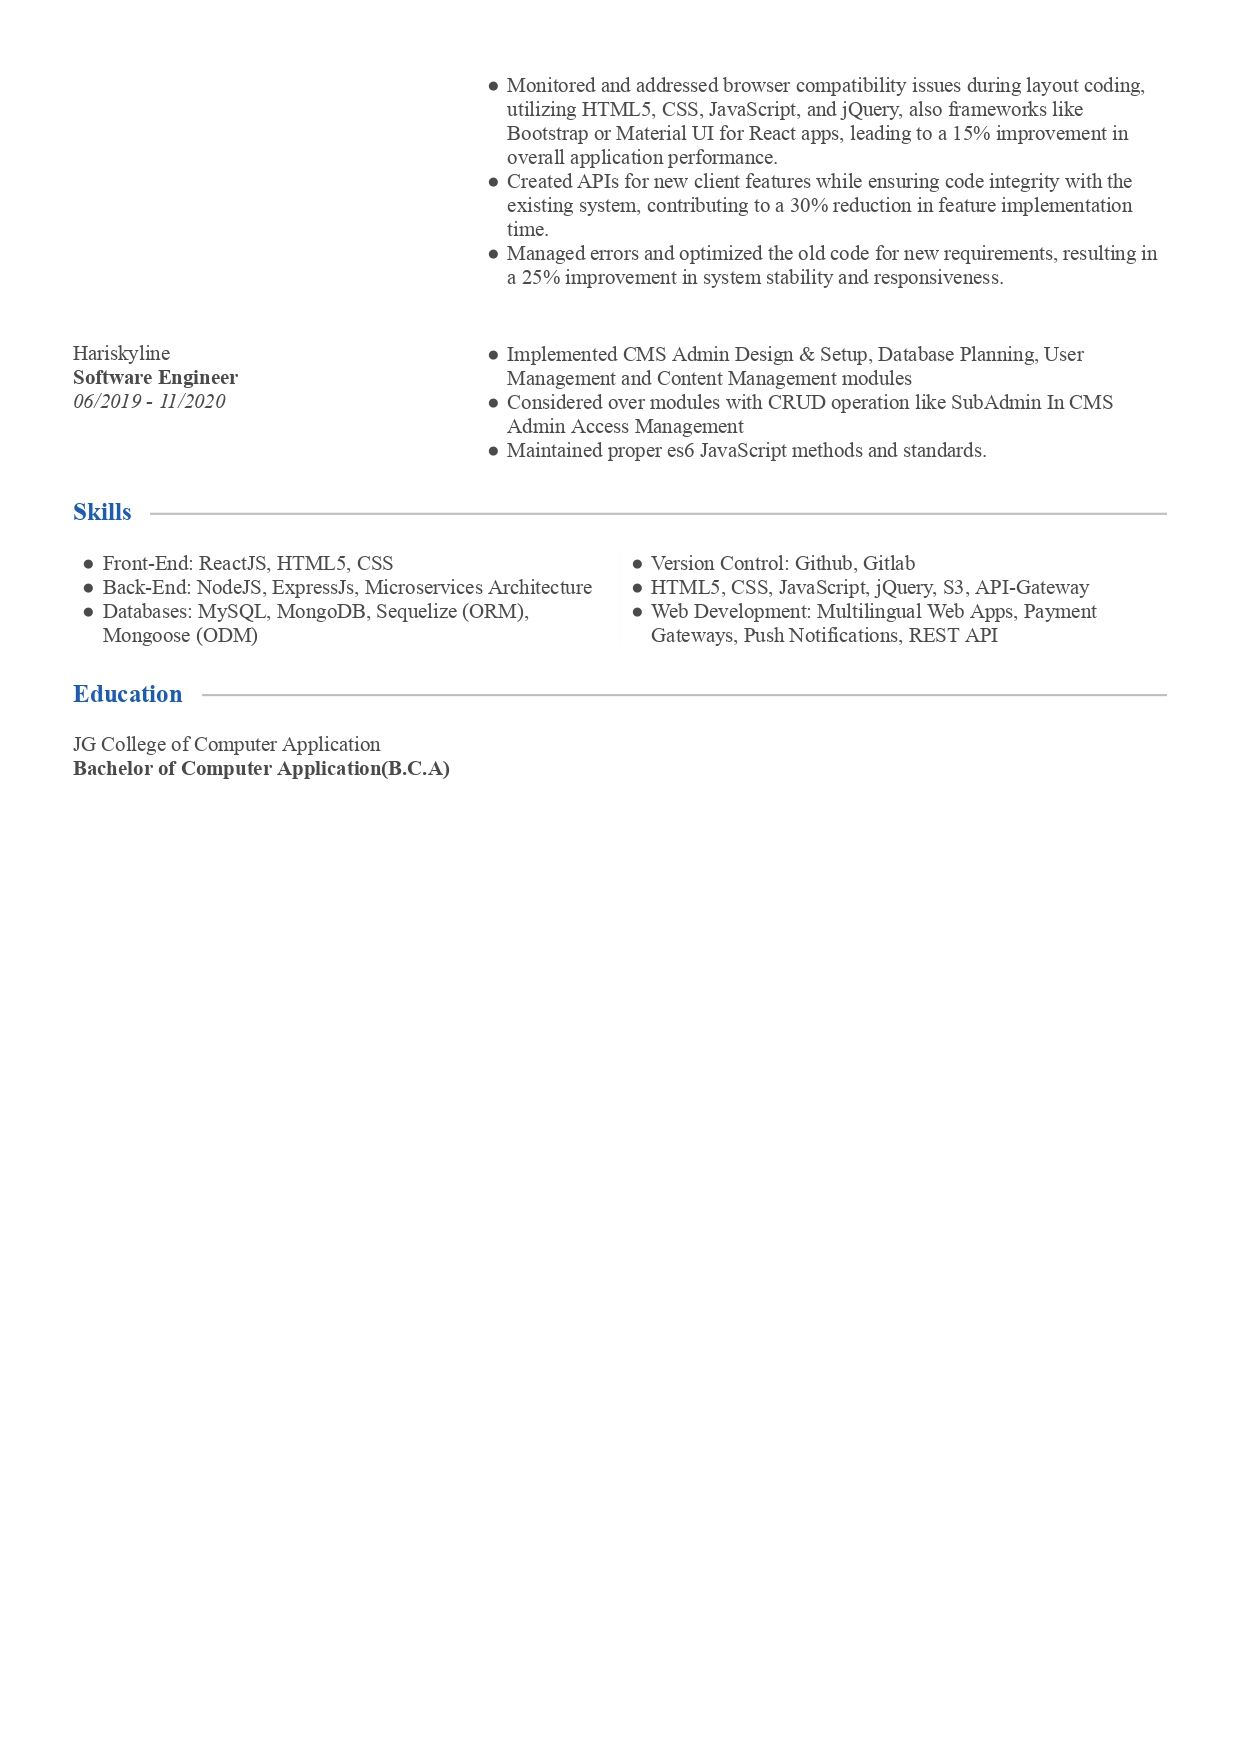 ● Monitored and addressed browser compatibility issues during layout coding,
utilizing HTML5, CSS, JavaScript, and jQuery, also frameworks like
Bootstrap or Material UI for React apps, leading to a 15% improvement in
overall application performance.
● Created APIs for new client features while ensuring code integrity with the
existing system, contributing to a 30% reduction in feature implementation
time.
● Managed errors and optimized the old code for new requirements, resulting in
a 25% improvement in system stability and responsiveness.
Hariskyline
Software Engineer
06/2019 - 11/2020
● Implemented CMS Admin Design & Setup, Database Planning, User
Management and Content Management modules
● Considered over modules with CRUD operation like SubAdmin In CMS
Admin Access Management
● Maintained proper es6 JavaScript methods and standards.
Skills
● Front-End: ReactJS, HTML5, CSS
● Back-End: NodeJS, ExpressJs, Microservices Architecture
● Databases: MySQL, MongoDB, Sequelize (ORM),
Mongoose (ODM)
● Version Control: Github, Gitlab
● HTML5, CSS, JavaScript, jQuery, S3, API-Gateway
● Web Development: Multilingual Web Apps, Payment
Gateways, Push Notifications, REST API
Education
JG College of Computer Application
Bachelor of Computer Application(B.C.A)